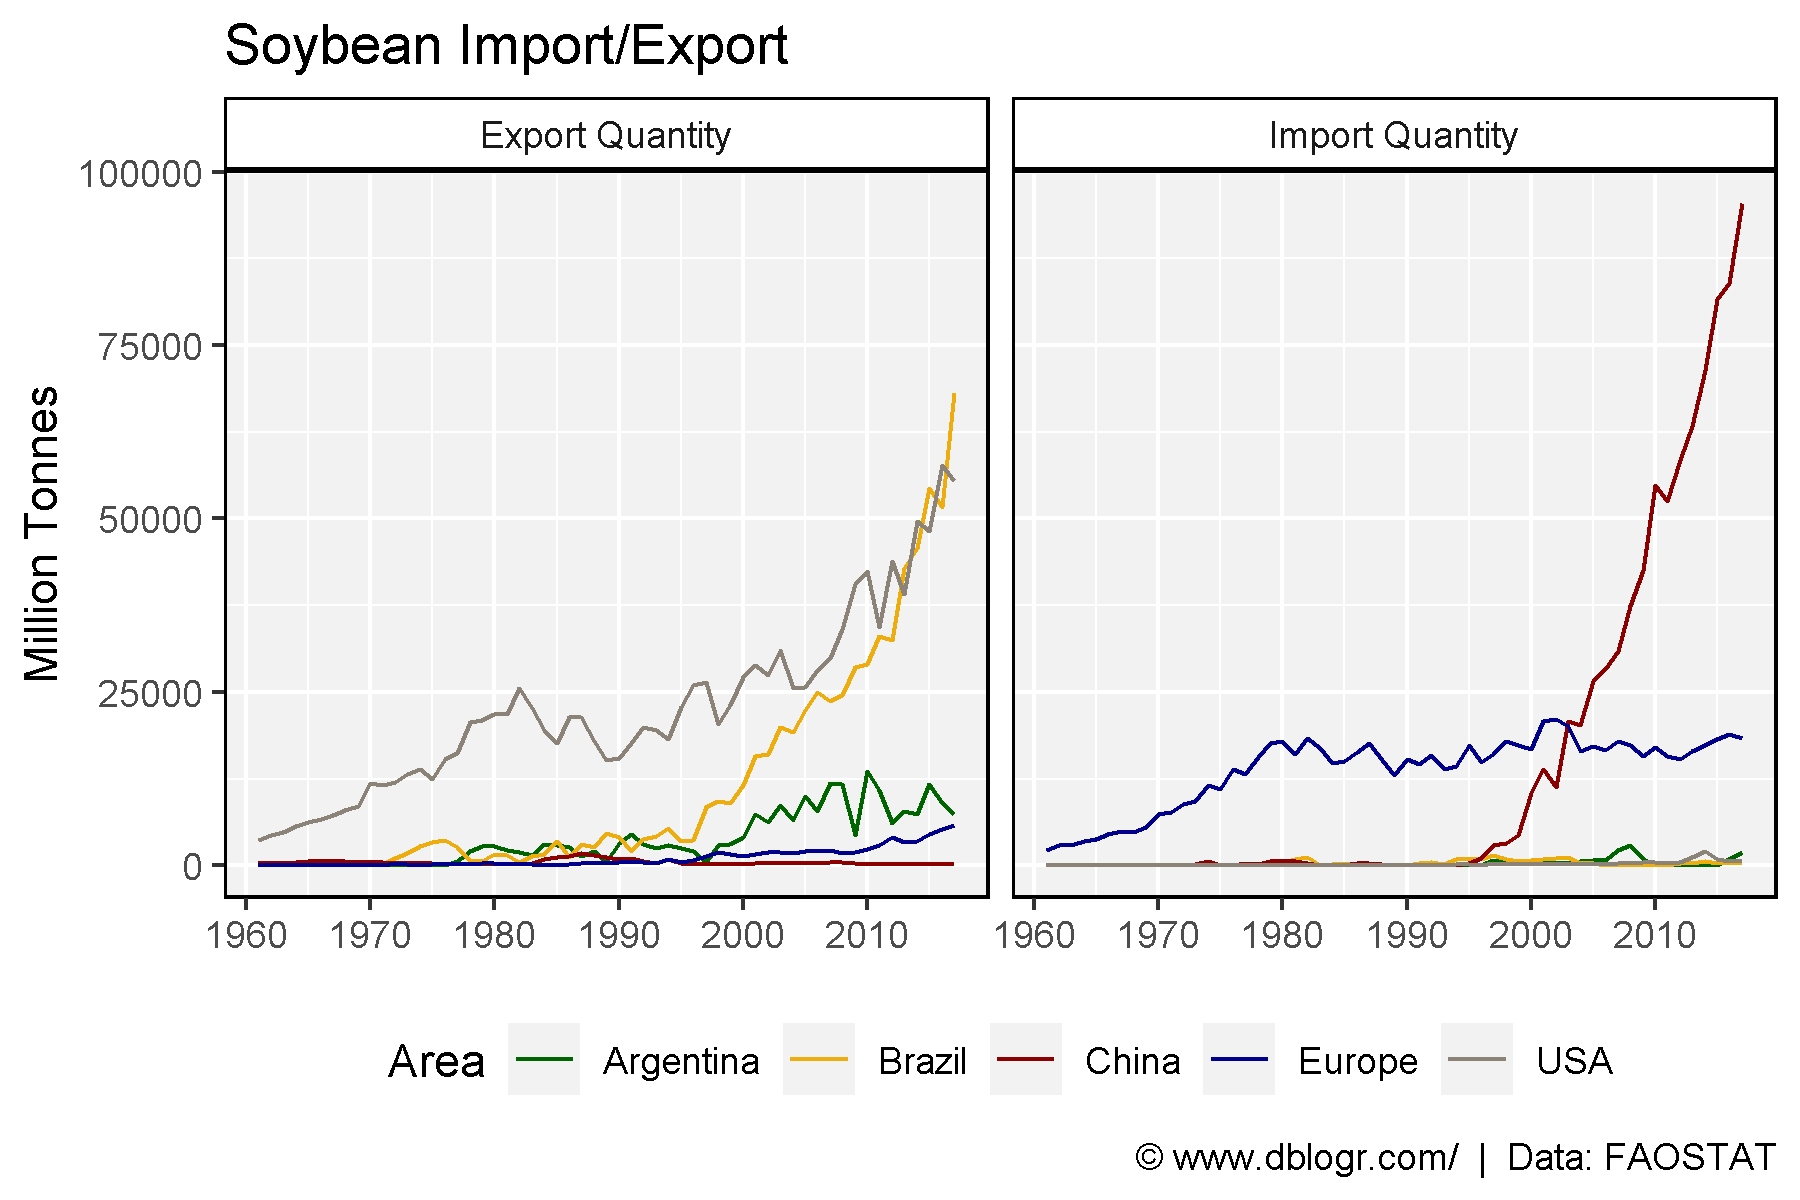 Soybean Import/Export
Export Quantity
Import Quantity
Million Tonnes
100000
75000
50000
25000
0
1960 1970 1980 1990 2000 2010
1960 1970 1980 1990 2000 2010
Area Argentina Brazil China Europe USA
© www.dblogr.com/ | Data: FAOSTAT